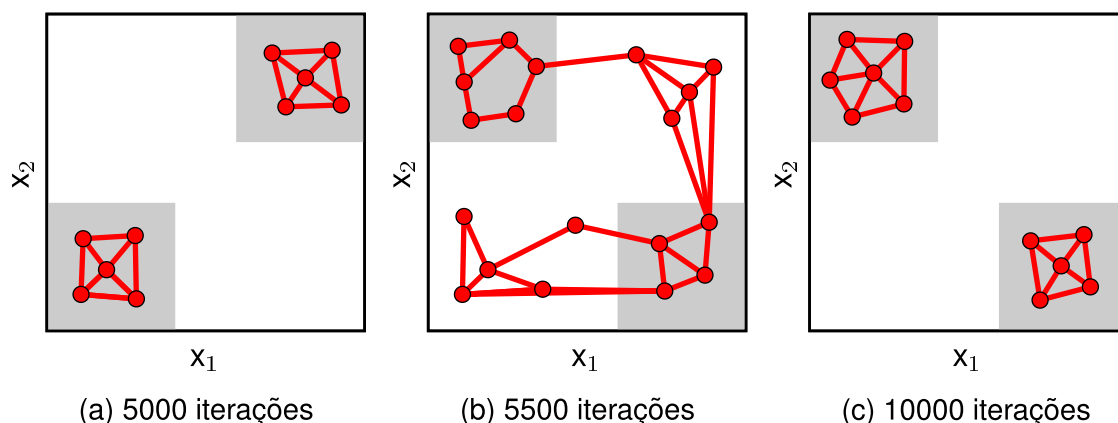 x₂
x₁
(a) 5000 iterações
x₂
x₁
(b) 5500 iterações
x₂
x₁
(c) 10000 iterações